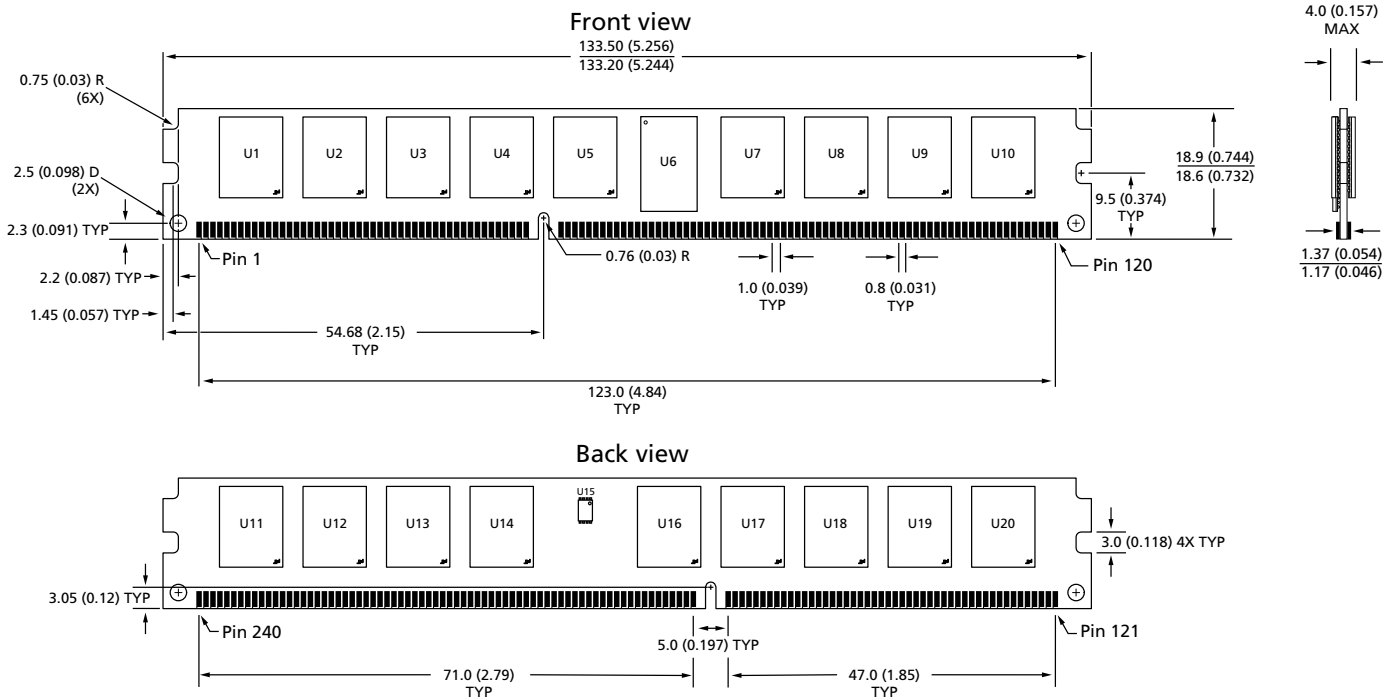 Front view
133.50 (5.256)
133.20 (5.244)
4.0 (0.157)
MAX
0.75 (0.03) R
(6X)
U1
U2
U3
U4
U5
U6
U7
U8
U9
U10
2.5 (0.098) D
(2X)
18.9 (0.744)
18.6 (0.732)
9.5 (0.374)
TYP
2.3 (0.091) TYP
Pin 1
0.76 (0.03) R
Pin 120
1.37 (0.054)
1.17 (0.046)
2.2 (0.087) TYP
1.0 (0.039)
TYP
0.8 (0.031)
TYP
1.45 (0.057) TYP
54.68 (2.15)
TYP
123.0 (4.84)
TYP
Back view
U11
U12
U13
U14
U15
U16
U17
U18
U19
U20
3.0 (0.118) 4X TYP
3.05 (0.12) TYP
Pin 240
5.0 (0.197) TYP
Pin 121
71.0 (2.79)
TYP
47.0 (1.85)
TYP